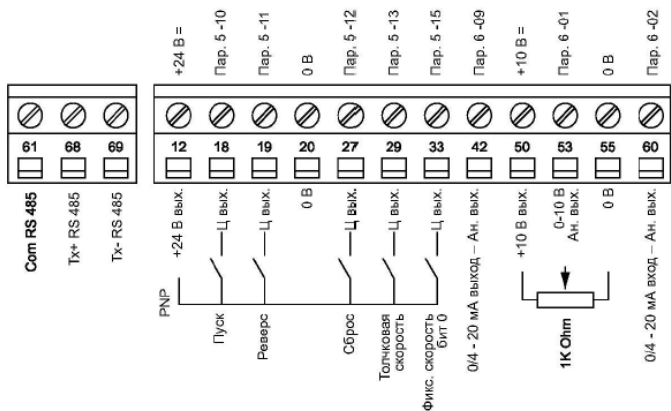 +24 В =
Пар. 5 -10
Пар. 5 -11
0 В
Пар. 5 -12
Пар. 5 -13
Пар. 5 -15
Пар. 6 -09
+10 В =
Пар. 6 -01
0 В
Пар. 6 -02
61 68 69 12 18 19 20 27 29 33 42 50 53 55 60
Com RS 485
Tx+ RS 485
Tx- RS 485
+24 В вых.
Ц вых.
Ц вых.
0 В
Ц вых.
Ц вых.
Ц вых.
0/4 - 20 мА выход – Ан. вых.
+10 В вых.
0-10 В
Ан. вых.
0 В
0/4 - 20 мА вход – Ан. вых.
PNP
Пуск
Реверс
Сброс
Толчковая
скорость
Фикс. скорость
бит 0
1K Ohm